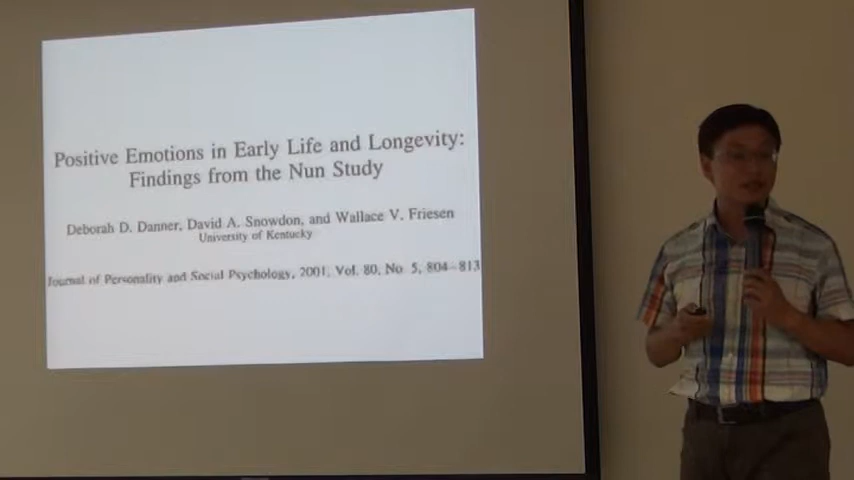 Positive Emotions in Early Life and Longevity:
Findings from the Nun Study
Deborah D. Danner, David A. Snowdon, and Wallace V. Friesen
University of Kentucky
Journal of Personality and Social Psychology, 2001, Vol. 80, No. 5, 804–813